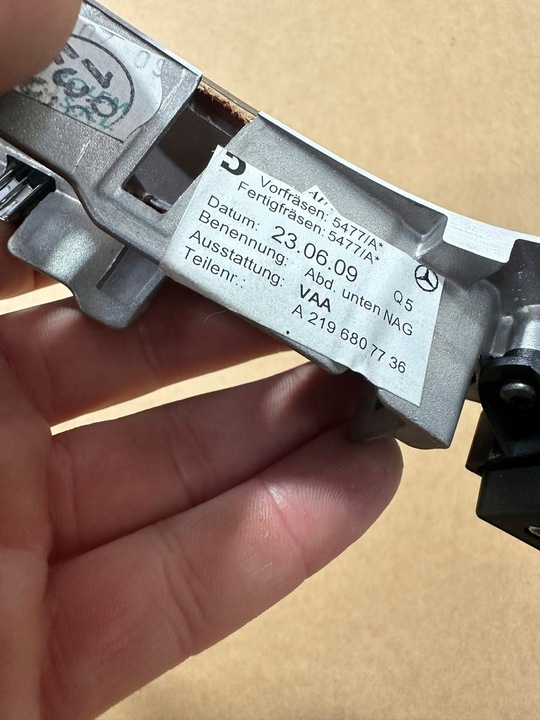 Vorfräsen: 5477/A*
Fertigfräsen: 5477/A*
Datum: 23.06.09 Q5
Benennung: Abd. unten NAG
Ausstattung: VAA
Teilenr.: A 219 680 77 36